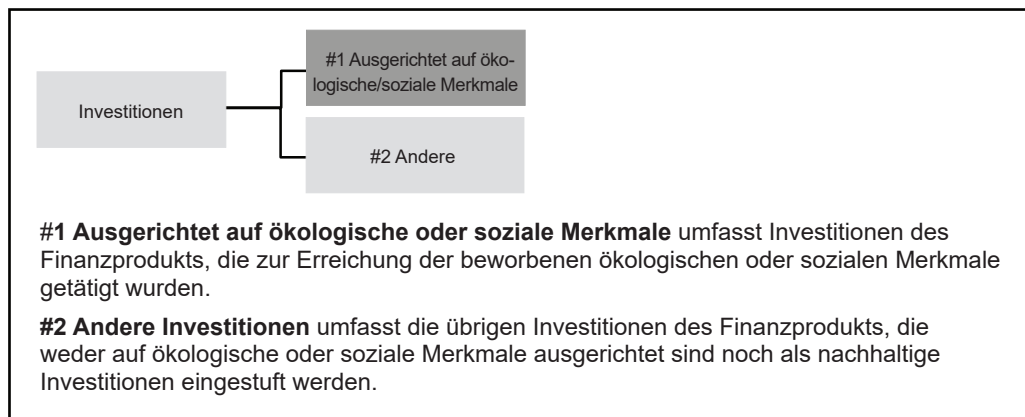 #1 Ausgerichtet auf öko-
logische/soziale Merkmale
Investitionen
#2 Andere
#1 Ausgerichtet auf ökologische oder soziale Merkmale umfasst Investitionen des
Finanzprodukts, die zur Erreichung der beworbenen ökologischen oder sozialen Merkmale
getätigt wurden.
#2 Andere Investitionen umfasst die übrigen Investitionen des Finanzprodukts, die
weder auf ökologische oder soziale Merkmale ausgerichtet sind noch als nachhaltige
Investitionen eingestuft werden.